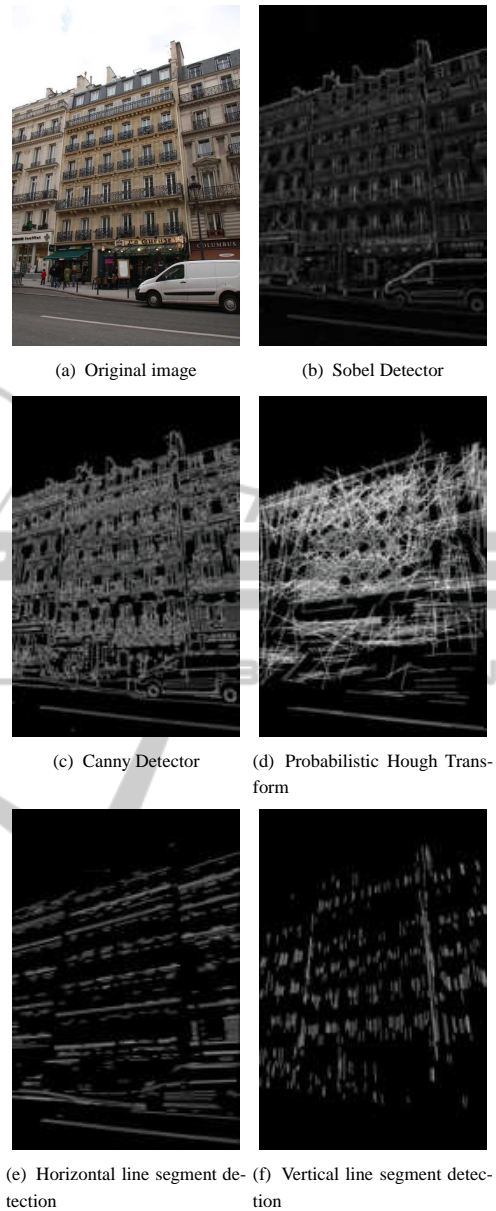 (a) Original image
(b) Sobel Detector
(c) Canny Detector
(d) Probabilistic Hough Trans-
form
(e) Horizontal line segment de-
tection
(f) Vertical line segment detec-
tion
COLUMBUS